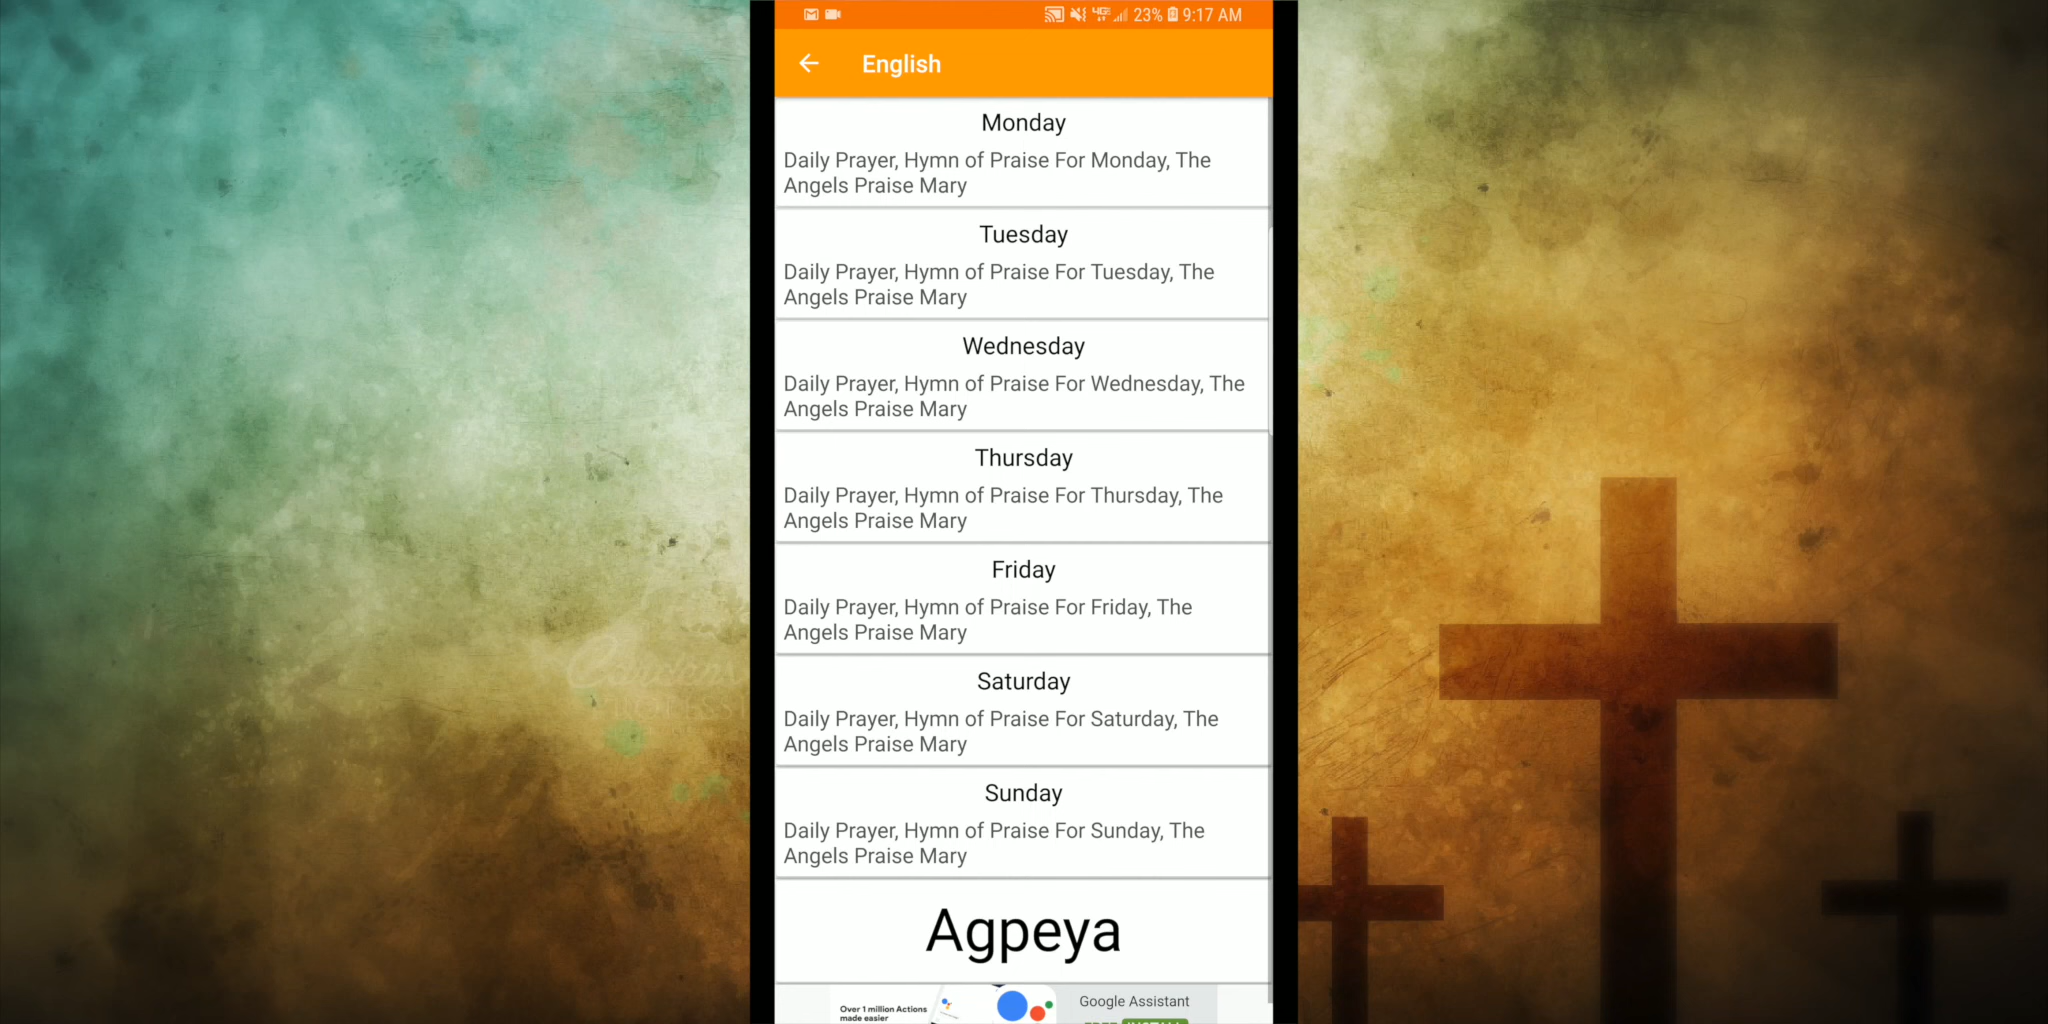 23% 9:17 AM
English
Monday
Daily Prayer, Hymn of Praise For Monday, The
Angels Praise Mary
Tuesday
Daily Prayer, Hymn of Praise For Tuesday, The
Angels Praise Mary
Wednesday
Daily Prayer, Hymn of Praise For Wednesday, The
Angels Praise Mary
Thursday
Daily Prayer, Hymn of Praise For Thursday, The
Angels Praise Mary
Friday
Daily Prayer, Hymn of Praise For Friday, The
Angels Praise Mary
Saturday
Daily Prayer, Hymn of Praise For Saturday, The
Angels Praise Mary
Sunday
Daily Prayer, Hymn of Praise For Sunday, The
Angels Praise Mary
Agpeya
Over 1 million Actions
made easier
Google Assistant